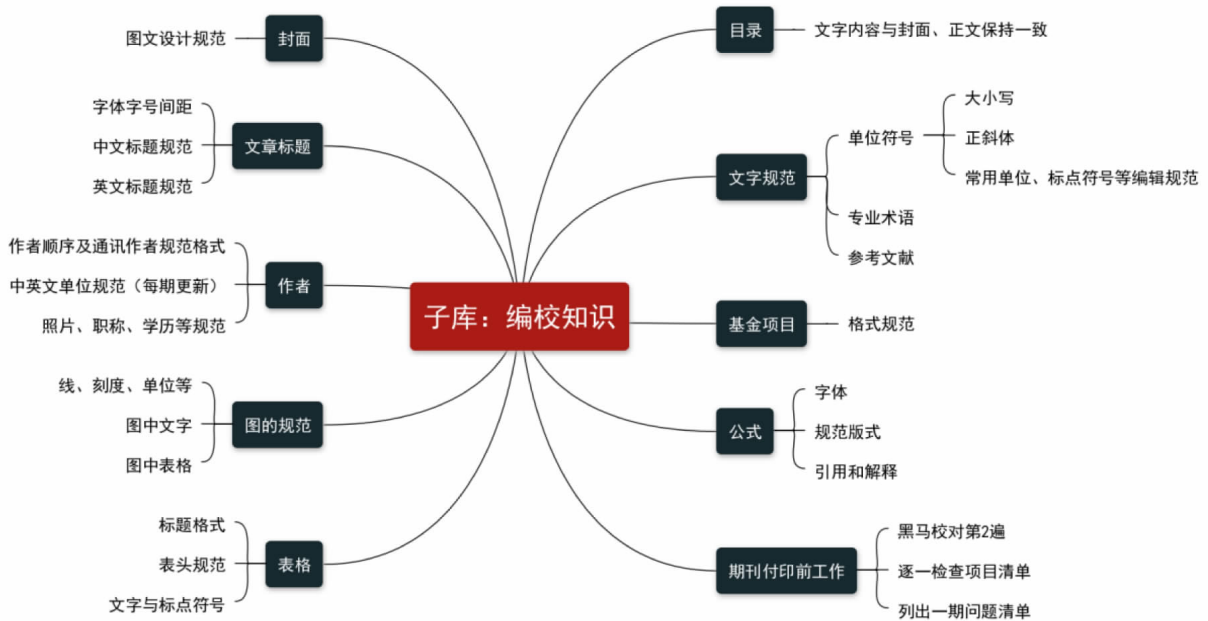 子库：编校知识
封面
图文设计规范
文章标题
字体字号间距
中文标题规范
英文标题规范
作者
作者顺序及通讯作者规范格式
中英文单位规范（每期更新）
照片、职称、学历等规范
图的规范
线、刻度、单位等
图中文字
图中表格
表格
标题格式
表头规范
文字与标点符号
目录
文字内容与封面、正文保持一致
文字规范
单位符号
大小写
正斜体
常用单位、标点符号等编辑规范
专业术语
参考文献
基金项目
格式规范
公式
字体
规范版式
引用和解释
期刊付印前工作
黑马校对第2遍
逐一检查项目清单
列出一期问题清单